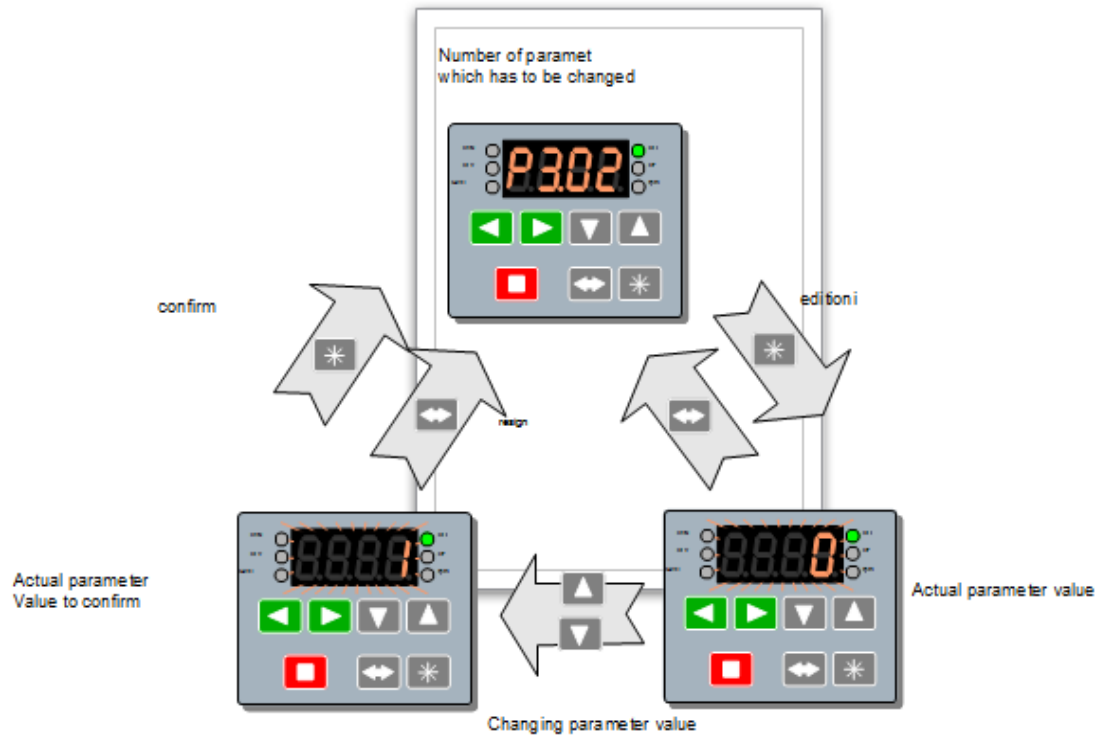 Number of paramet
which has to be changed
P3.02
confirm
edition i
resign
1
0
Actual parameter
Value to confirm
Actual parameter value
Changing parameter value